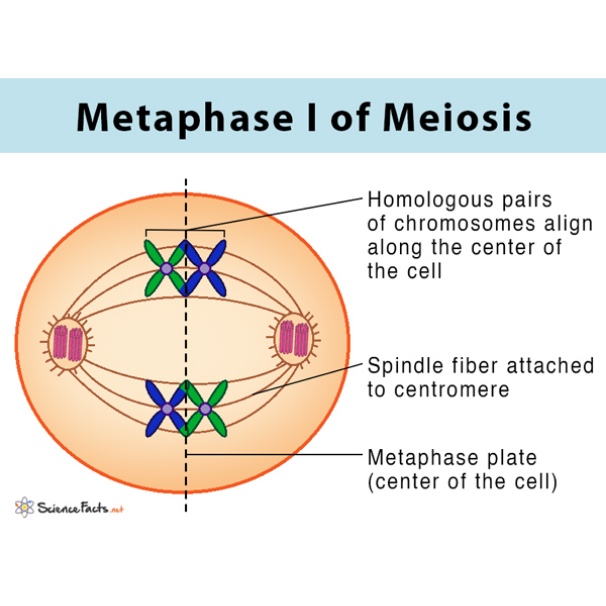 Metaphase I of Meiosis
Homologous pairs
of chromosomes align
along the center of
the cell
Spindle fiber attached
to centromere
Metaphase plate
(center of the cell)
ScienceFacts.net